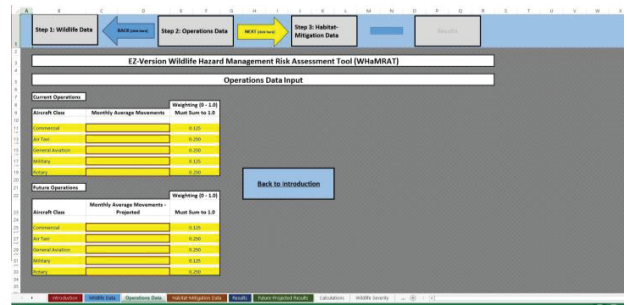 Step 1: Wildlife Data
BACK (click here)
Step 2: Operations Data
NEXT (click here)
Step 3: Habitat-Mitigation Data
Results
EZ-Version Wildlife Hazard Management Risk Assessment Tool (WHaMRAT)
Operations Data Input
Current Operations
Weighting (0 - 1.0)
Aircraft Class Monthly Average Movements Must Sum to 1.0
Commercial 0.125
Air Taxi 0.250
General Aviation 0.250
Military 0.125
Rotary 0.250
Back to introduction
Future Operations
Weighting (0 - 1.0)
Monthly Average Movements -
Aircraft Class Projected Must Sum to 1.0
Commercial 0.125
Air Taxi 0.250
General Aviation 0.250
Military 0.125
Rotary 0.250
Introduction Wildlife Data Operations Data Habitat Mitigation Data Results Future-Projected Results Calculations Wildlife Severity ...